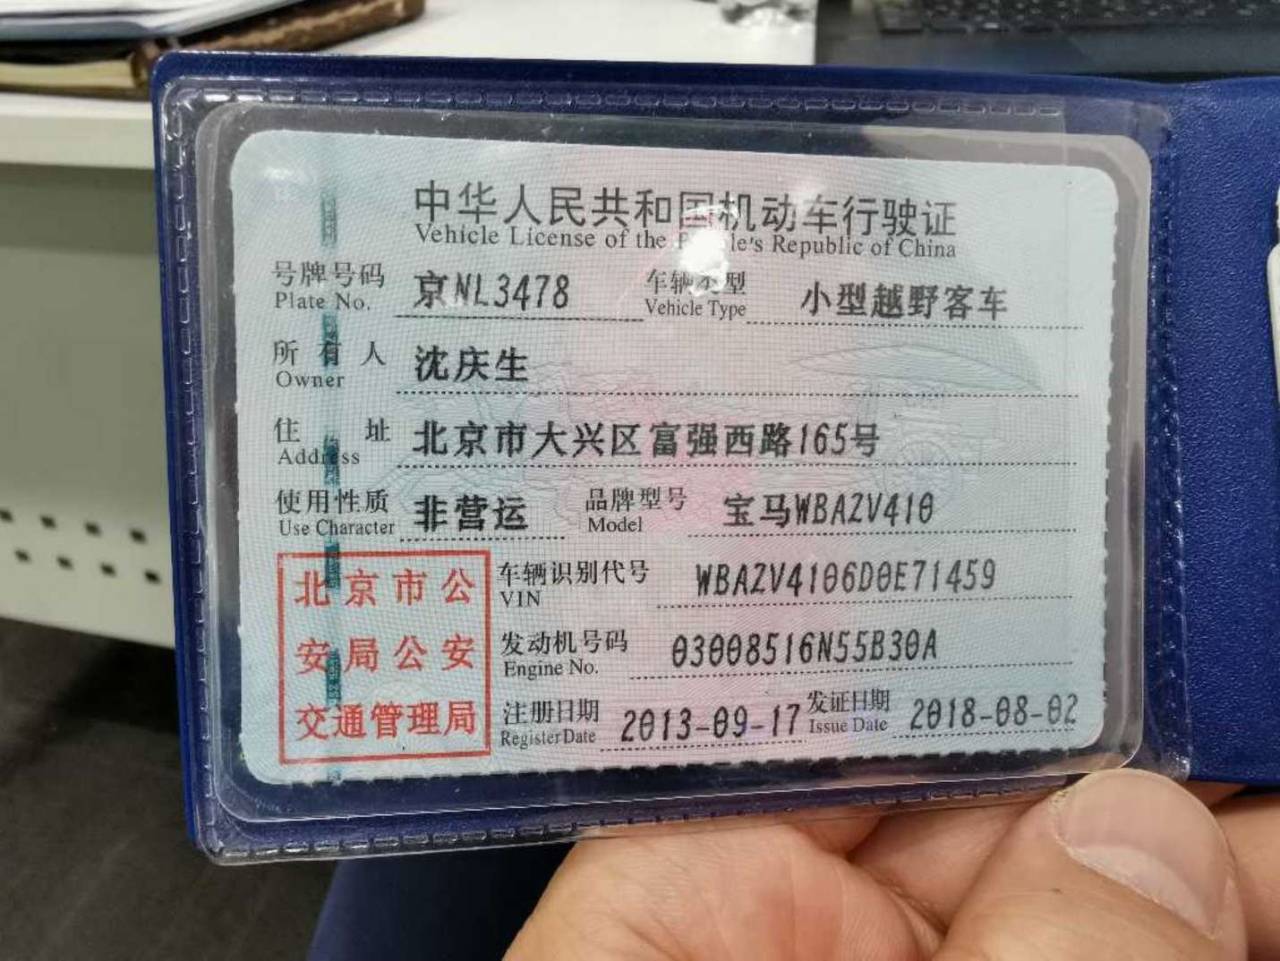 中华人民共和国机动车行驶证
Vehicle License of the People's Republic of China
号牌号码 京NL3478 车辆类型 小型越野客车
Plate No. Vehicle Type
所有人 沈庆生
Owner
住址 北京市大兴区富强西路165号
Address
使用性质 非营运 品牌型号 宝马WBAZV410
Use Character Model
北京市公 车辆识别代号 WBAZV4106D0E71459
VIN
安局公安 发动机号码 03008516N55B30A
Engine No.
交通管理局 注册日期 2013-09-17 发证日期 2018-08-02
Register Date Issue Date